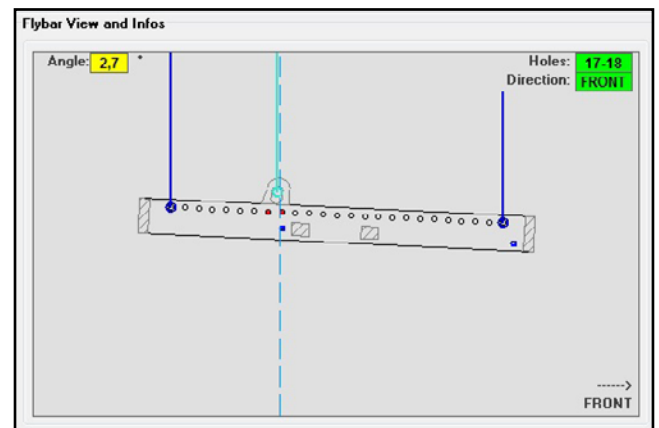 Flybar View and Infos
Angle: 2,7 °
Holes: 17-18
Direction: FRONT
------>
FRONT